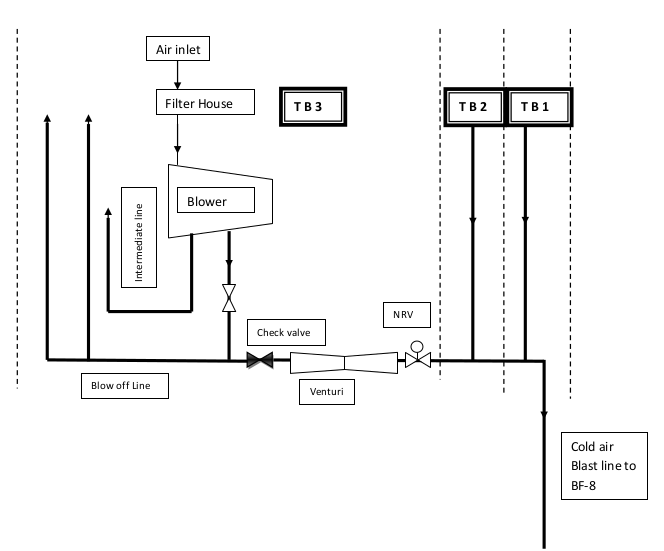 Air inlet
Filter House
T B 3
T B 2
T B 1
Intermediate line
Blower
NRV
Check valve
Blow off Line
Venturi
Cold air
Blast line to
BF-8